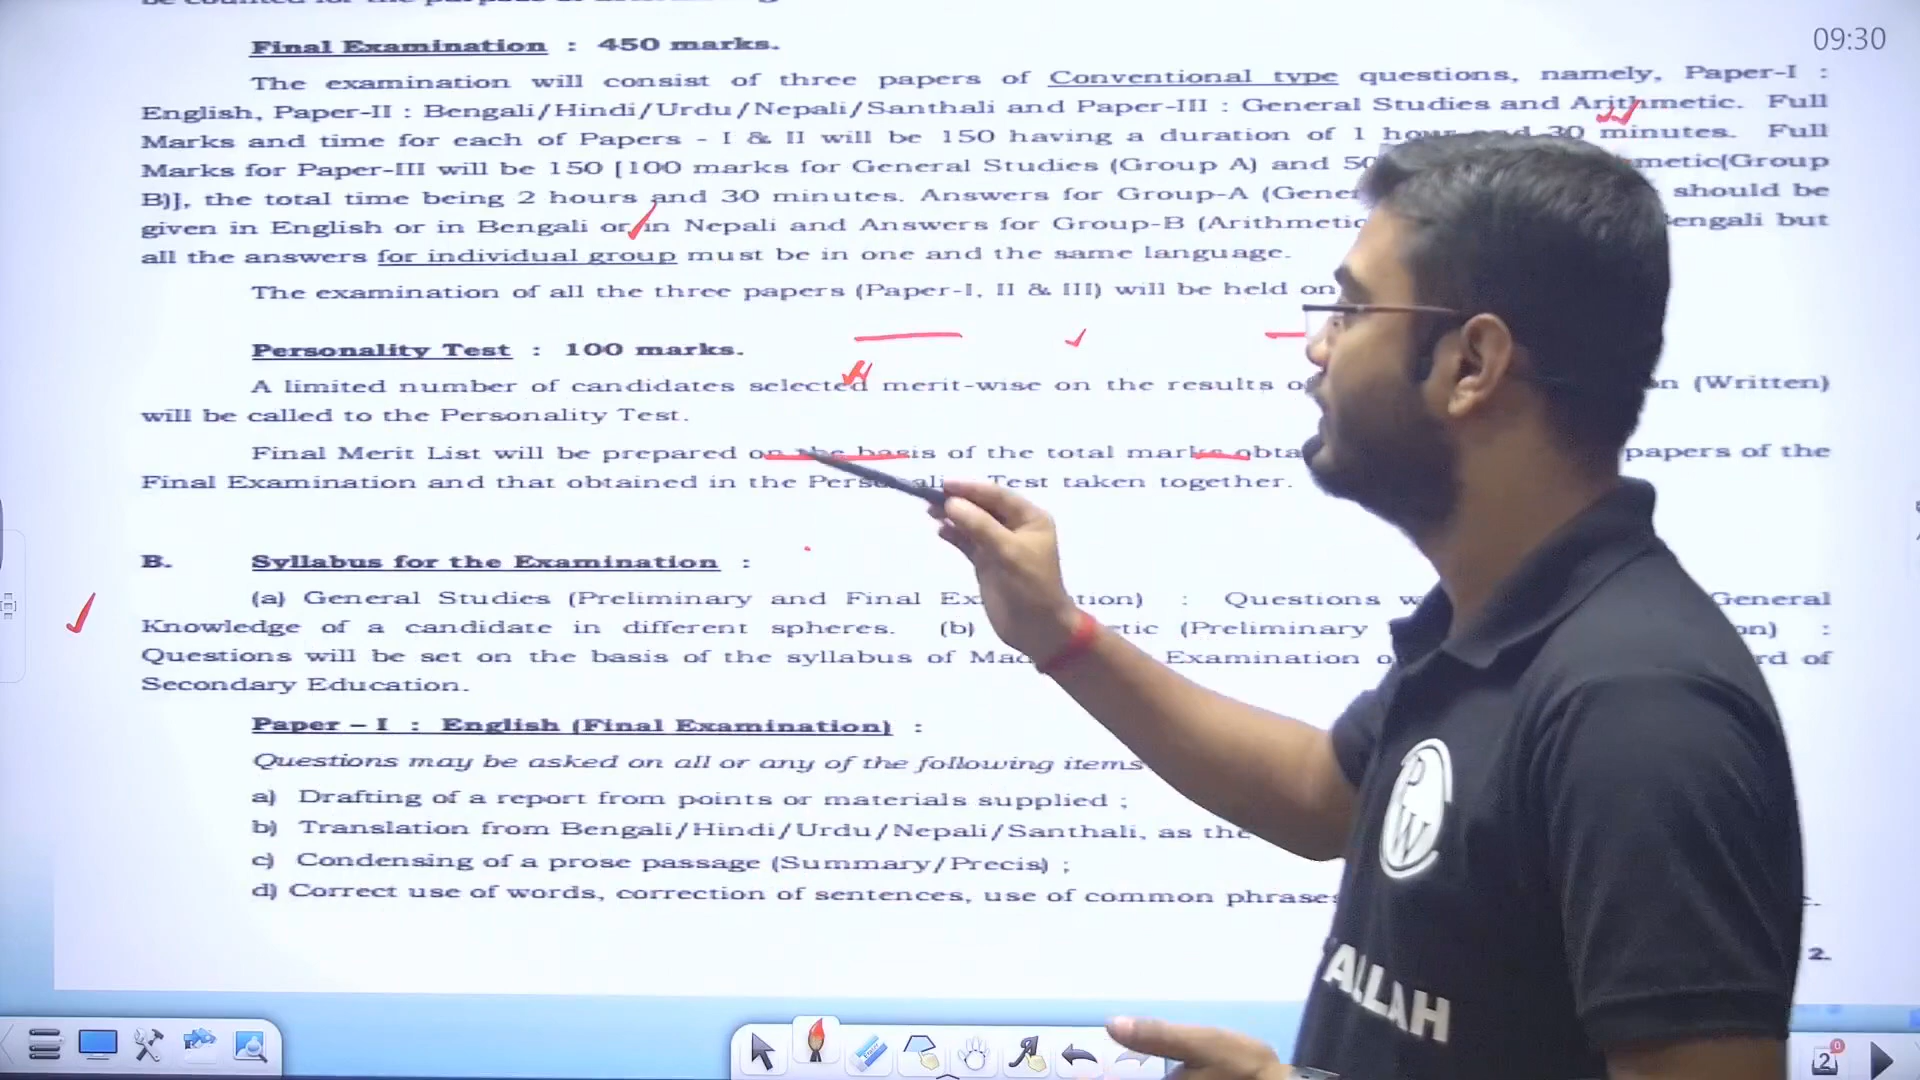 Final Examination : 450 marks.
09:30
The examination will consist of three papers of Conventional type questions, namely, Paper-I :
English, Paper-II : Bengali/Hindi/Urdu/Nepali/Santhali and Paper-III : General Studies and Arithmetic. Full
Marks and time for each of Papers - I & II will be 150 having a duration of 1 hour and 30 minutes. Full
Marks for Paper-III will be 150 [100 marks for General Studies (Group A) and 50 metic(Group
B)], the total time being 2 hours and 30 minutes. Answers for Group-A (Gene should be
given in English or in Bengali or in Nepali and Answers for Group-B (Arithmetic Bengali but
all the answers for individual group must be in one and the same language.
The examination of all the three papers (Paper-I, II & III) will be held on
Personality Test : 100 marks.
A limited number of candidates selected merit-wise on the results (Written)
will be called to the Personality Test.
Final Merit List will be prepared on the basis of the total marks papers of the
Final Examination and that obtained in the Personality Test taken together.
B. Syllabus for the Examination :
(a) General Studies (Preliminary and Final Examination) : Questions General
Knowledge of a candidate in different spheres. (b) (Preliminary :
Questions will be set on the basis of the syllabus of Examination of
Secondary Education.
Paper – I : English (Final Examination) :
Questions may be asked on all or any of the following items
a) Drafting of a report from points or materials supplied ;
b) Translation from Bengali/Hindi/Urdu/Nepali/Santhali, as the
c) Condensing of a prose passage (Summary/Precis) ;
d) Correct use of words, correction of sentences, use of common phrases
2.
PW
ALLAH
2
0